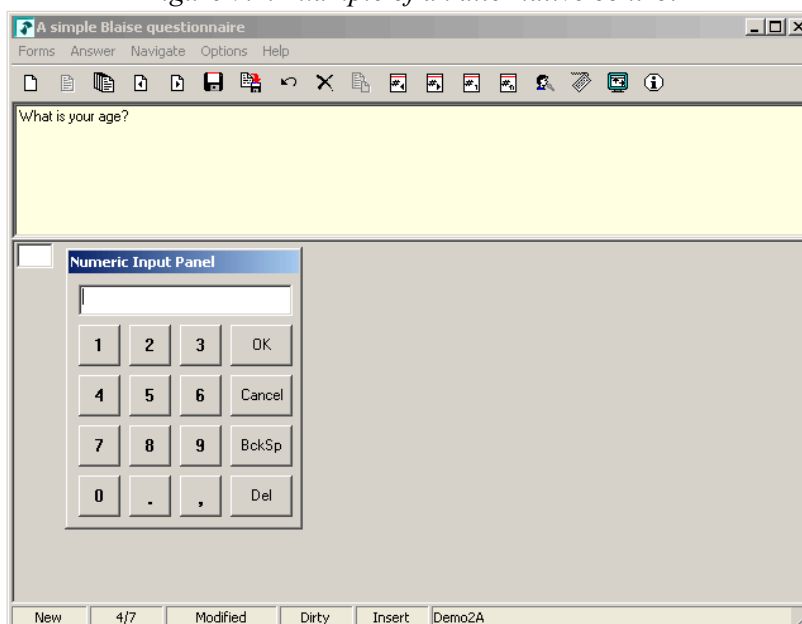 A simple Blaise questionnaire
Forms Answer Navigate Options Help
What is your age?
Numeric Input Panel
1 2 3 OK
4 5 6 Cancel
7 8 9 BckSp
0 . , Del
New 4/7 Modified Dirty Insert Demo2A